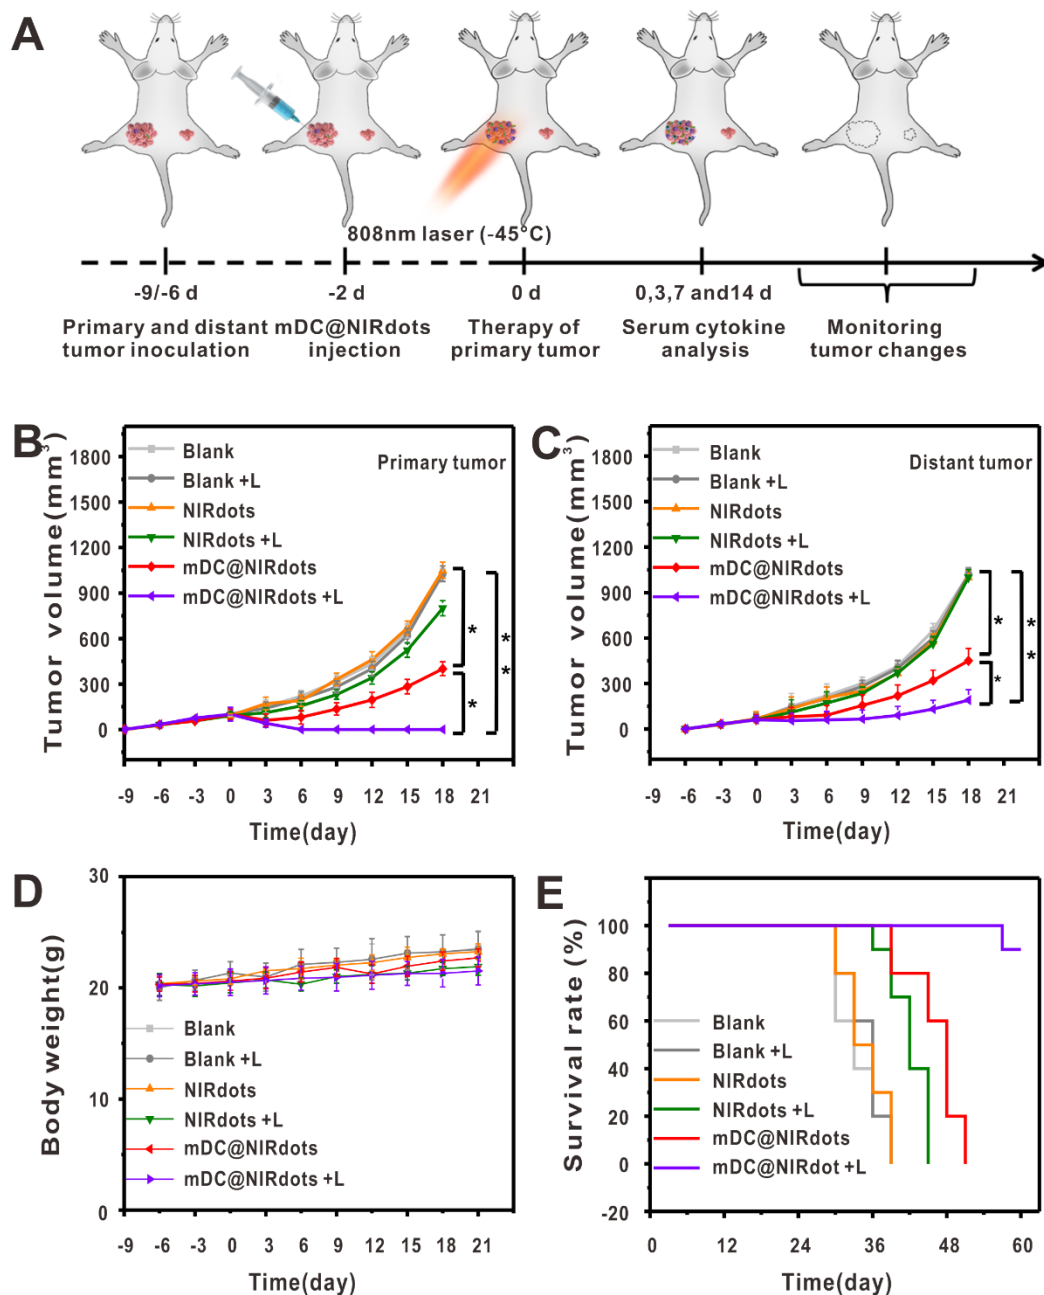 A
808nm laser (-45°C)
-9/-6 d
-2 d
0 d
0,3,7 and14 d
Primary and distant
tumor inoculation
mDC@NIRdots
injection
Therapy of
primary tumor
Serum cytokine
analysis
Monitoring
tumor changes
B
Tumor volume(mm³)
1800
1500
1200
900
600
300
0
Blank
Blank +L
NIRdots
NIRdots +L
mDC@NIRdots
mDC@NIRdots +L
Primary tumor
*
*
*
*
-9 -6 -3 0 3 6 9 12 15 18 21
Time(day)
C
Tumor volume(mm³)
1800
1500
1200
900
600
300
0
Blank
Blank +L
NIRdots
NIRdots +L
mDC@NIRdots
mDC@NIRdots +L
Distant tumor
*
*
*
*
-9 -6 -3 0 3 6 9 12 15 18 21
Time(day)
D
Body weight(g)
30
20
10
0
Blank
Blank +L
NIRdots
NIRdots +L
mDC@NIRdots
mDC@NIRdots +L
-9 -6 -3 0 3 6 9 12 15 18 21
Time(day)
E
Survival rate (%)
100
80
60
40
20
0
-20
Blank
Blank +L
NIRdots
NIRdots +L
mDC@NIRdots
mDC@NIRdot +L
0 12 24 36 48 60
Time(day)